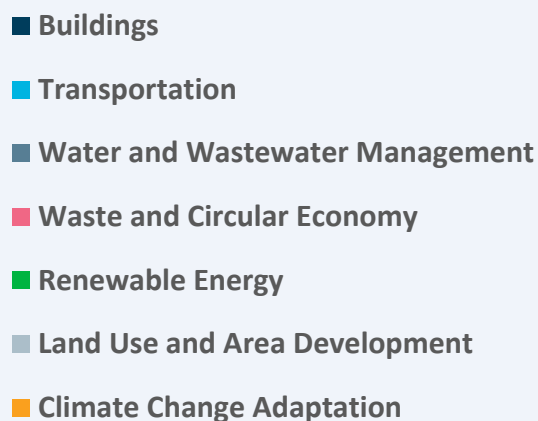 Buildings
Transportation
Water and Wastewater Management
Waste and Circular Economy
Renewable Energy
Land Use and Area Development
Climate Change Adaptation